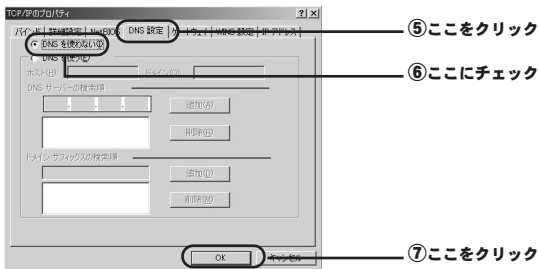 TCP/IPのプロパティ
バインド 詳細設定 NetBIOS DNS 設定 ゲートウェイ WINS 設定 IP アドレス
DNS を使わない(I)
DNS を使う(E)
ホスト(H) ドメイン(O)
DNS サーバーの検索順
追加(A)
削除(R)
ドメイン サフィックスの検索順
追加(D)
削除(M)
OK キャンセル
⑤ここをクリック
⑥ここにチェック
⑦ここをクリック